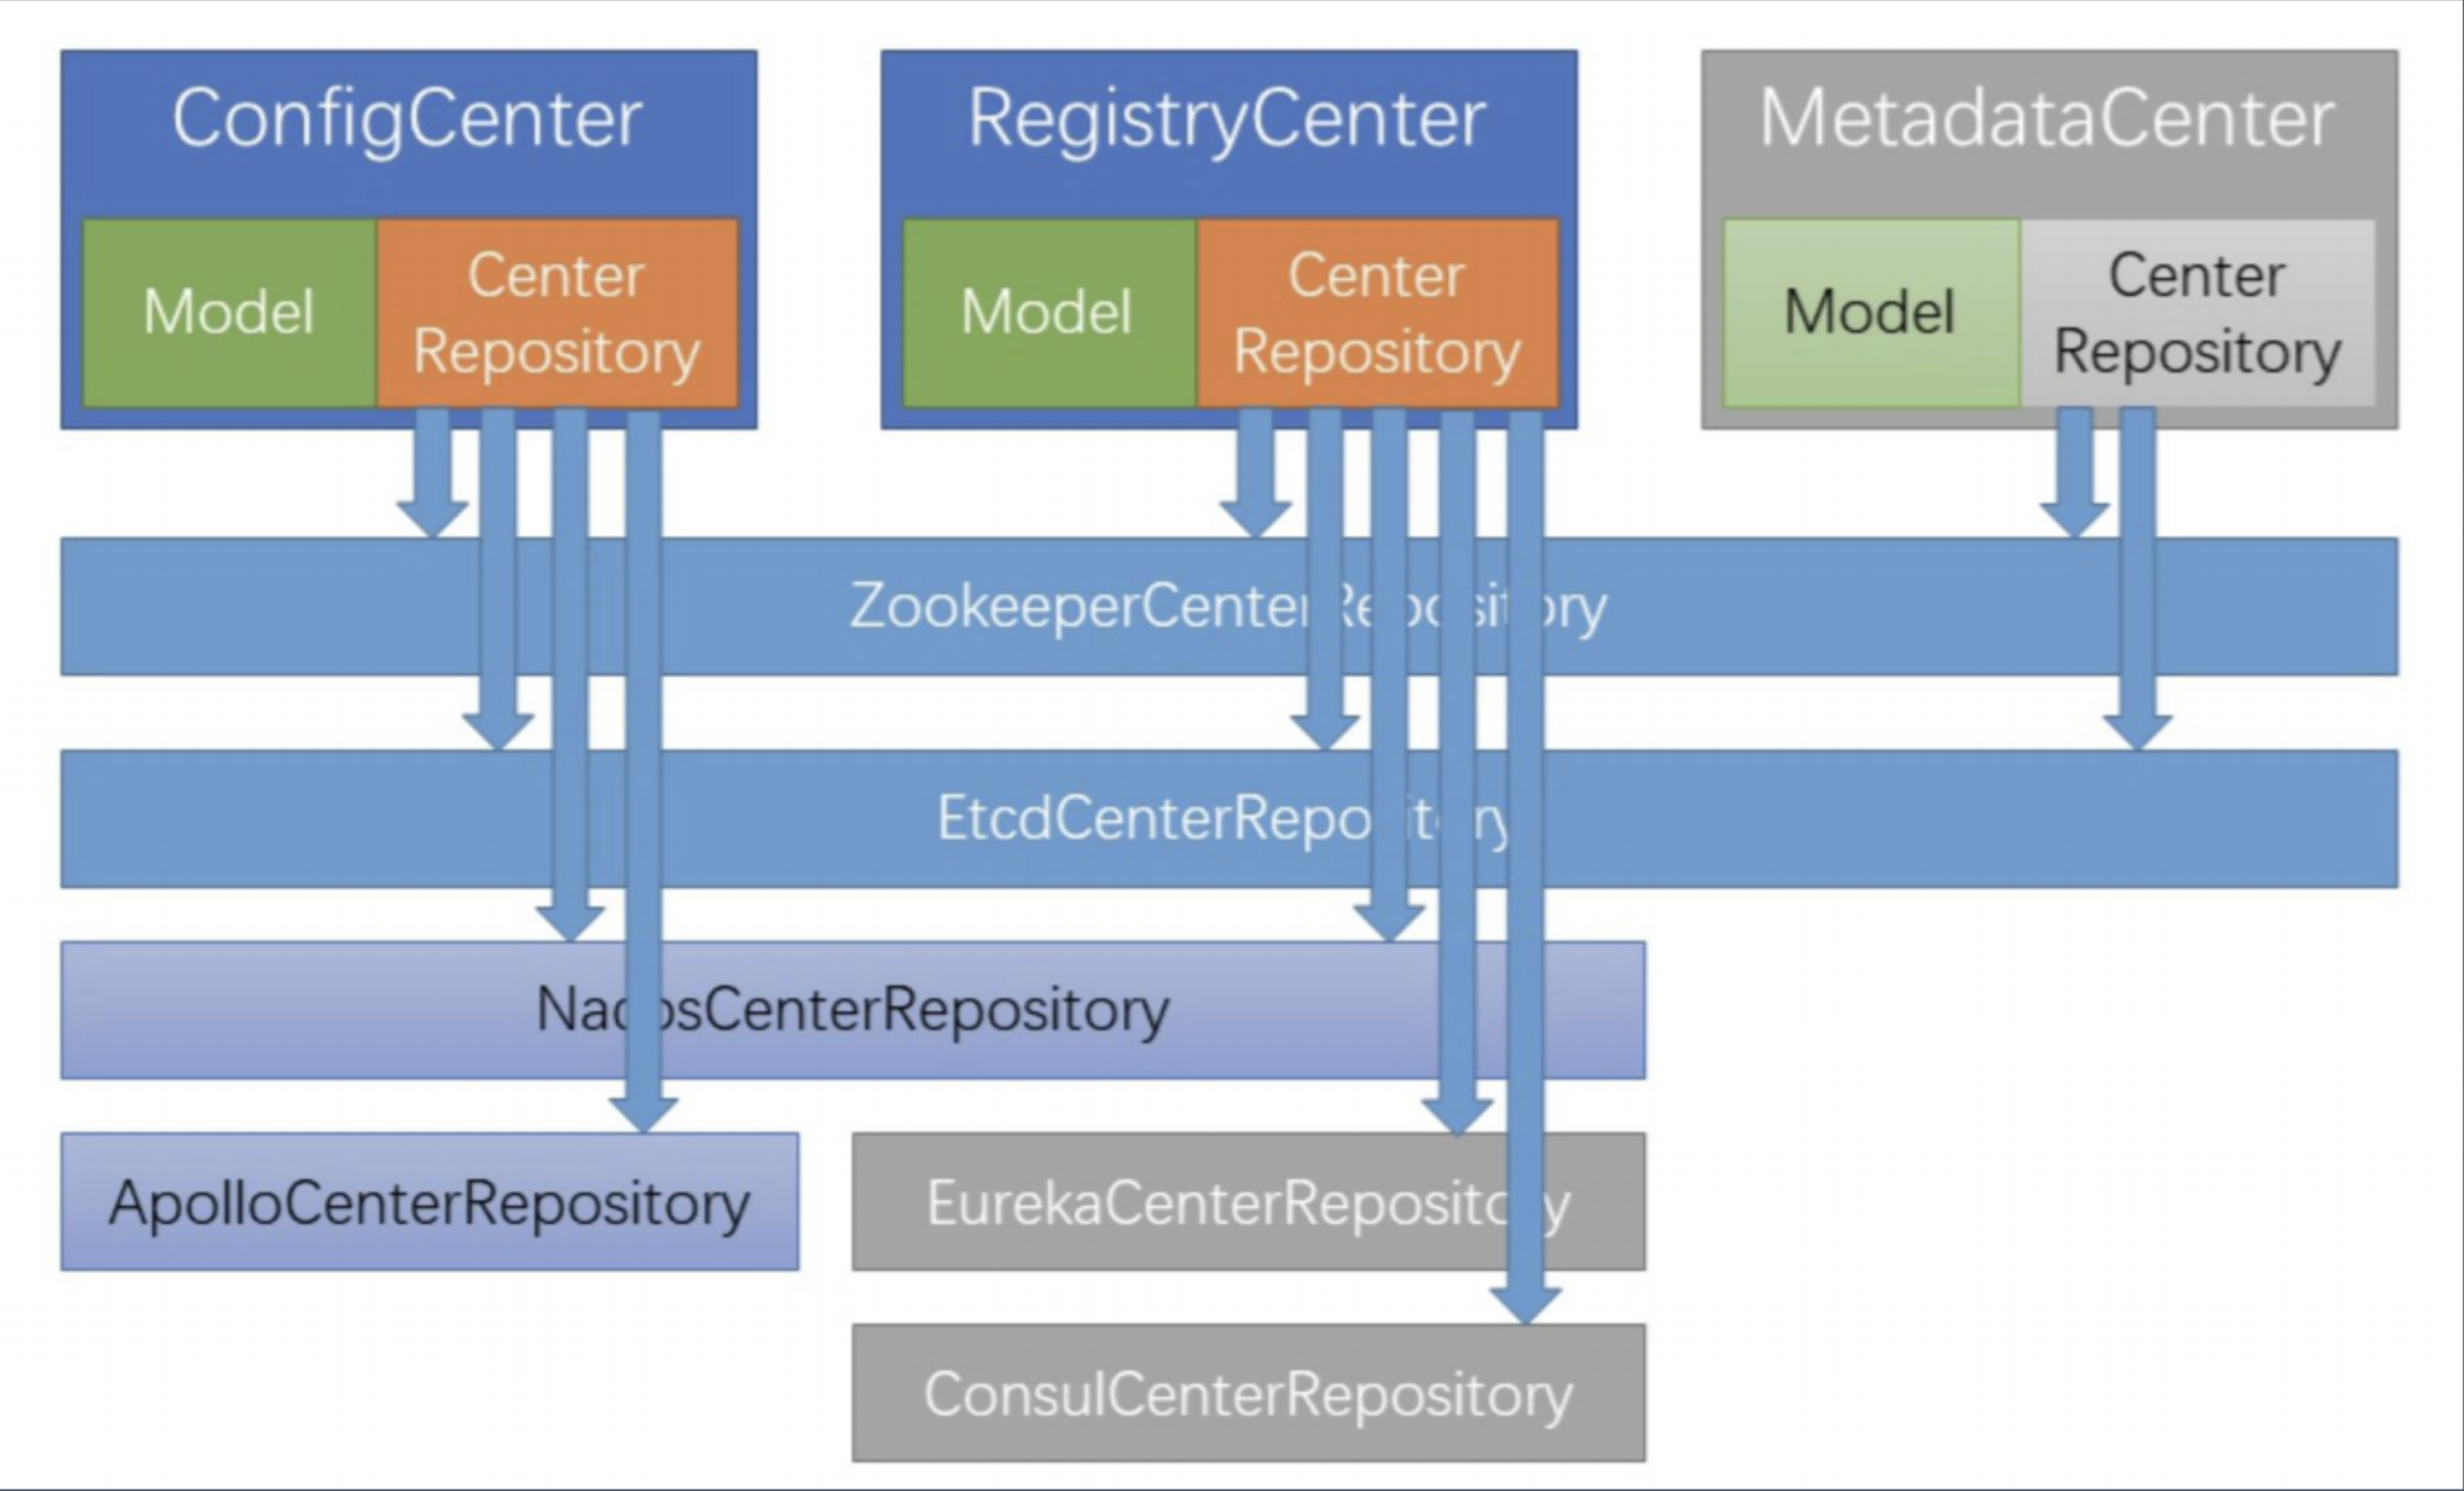 ConfigCenter
Model
Center
Repository
RegistryCenter
Model
Center
Repository
MetadataCenter
Model
Center
Repository
ZookeeperCenterRepository
EtcdCenterRepository
NacosCenterRepository
ApolloCenterRepository
EurekaCenterRepository
ConsulCenterRepository